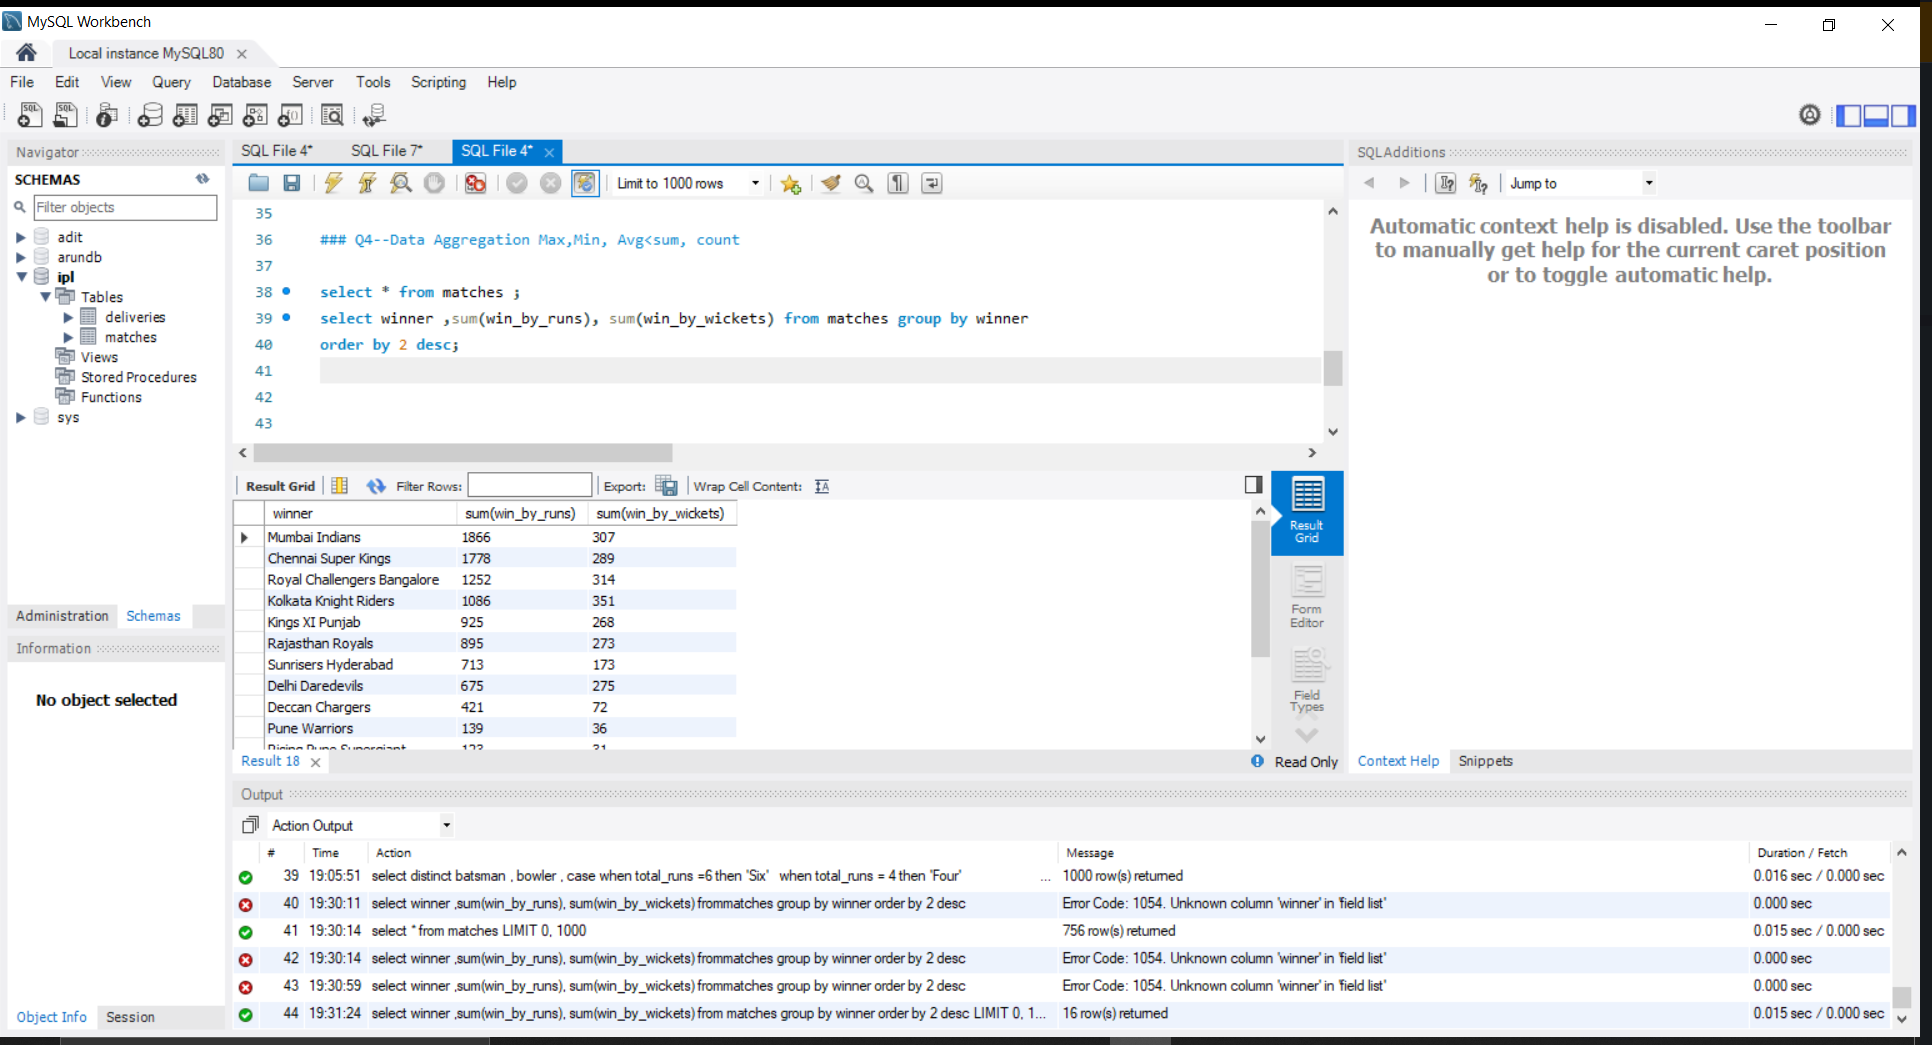 MySQL Workbench
Local instance MySQL80
File Edit View Query Database Server Tools Scripting Help
Navigator
SCHEMAS
Filter objects
adit
arundb
ipl
Tables
deliveries
matches
Views
Stored Procedures
Functions
sys
Administration Schemas
Information
No object selected
Object Info Session
SQL File 4* SQL File 7* SQL File 4*
Limit to 1000 rows
35
36 ### Q4--Data Aggregation Max,Min, Avg<sum, count
37
38 select * from matches ;
39 select winner ,sum(win_by_runs), sum(win_by_wickets) from matches group by winner
40 order by 2 desc;
41
42
43
Result Grid Filter Rows: Export: Wrap Cell Content:
winner sum(win_by_runs) sum(win_by_wickets)
Mumbai Indians 1866 307
Chennai Super Kings 1778 289
Royal Challengers Bangalore 1252 314
Kolkata Knight Riders 1086 351
Kings XI Punjab 925 268
Rajasthan Royals 895 273
Sunrisers Hyderabad 713 173
Delhi Daredevils 675 275
Deccan Chargers 421 72
Pune Warriors 139 36
Rising Pune Supergiant 123 31
Result
Grid
Form
Editor
Field
Types
Result 18
Read Only
SQLAdditions
Jump to
Automatic context help is disabled. Use the toolbar
to manually get help for the current caret position
or to toggle automatic help.
Context Help Snippets
Output
Action Output
# Time Action Message Duration / Fetch
39 19:05:51 select distinct batsman , bowler , case when total_runs =6 then 'Six' when total_runs = 4 then 'Four' ... 1000 row(s) returned 0.016 sec / 0.000 sec
40 19:30:11 select winner ,sum(win_by_runs), sum(win_by_wickets) frommatches group by winner order by 2 desc Error Code: 1054. Unknown column 'winner' in 'field list' 0.000 sec
41 19:30:14 select * from matches LIMIT 0, 1000 756 row(s) returned 0.015 sec / 0.000 sec
42 19:30:14 select winner ,sum(win_by_runs), sum(win_by_wickets) frommatches group by winner order by 2 desc Error Code: 1054. Unknown column 'winner' in 'field list' 0.000 sec
43 19:30:59 select winner ,sum(win_by_runs), sum(win_by_wickets) frommatches group by winner order by 2 desc Error Code: 1054. Unknown column 'winner' in 'field list' 0.000 sec
44 19:31:24 select winner ,sum(win_by_runs), sum(win_by_wickets) from matches group by winner order by 2 desc LIMIT 0, 1... 16 row(s) returned 0.015 sec / 0.000 sec